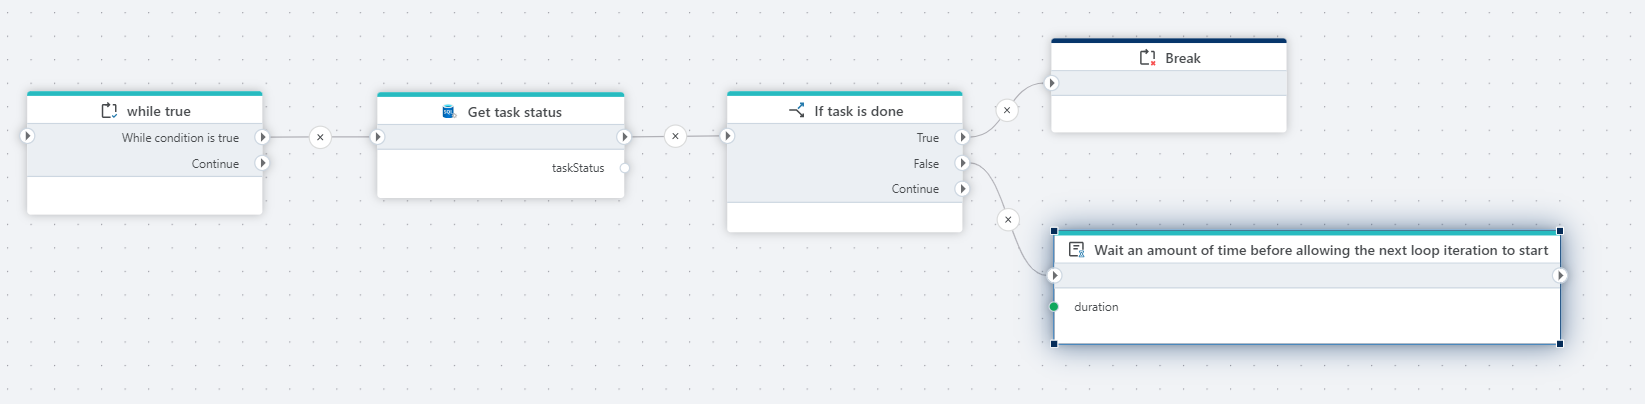 while true
While condition is true
Continue
Get task status
taskStatus
If task is done
True
False
Continue
Break
Wait an amount of time before allowing the next loop iteration to start
duration